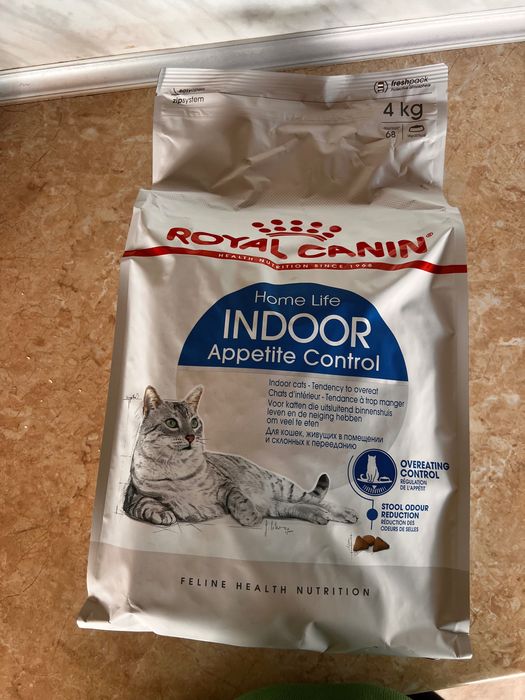 zipsystem
freshpack
4 kg
68
ROYAL CANIN
HEALTH NUTRITION SINCE 1968
Home Life
INDOOR
Appetite Control
Indoor cats - Tendency to overeat
Chats d'intérieur - Tendance à trop manger
Voor katten die uitsluitend binnenshuis
leven en de neiging hebben
om veel te eten
Для кошек, живущих в помещении
и склонных к перееданию
OVEREATING
CONTROL
RÉGULATION
DE L'APPÉTIT
STOOL ODOUR
REDUCTION
RÉDUCTION DES
ODEURS DE SELLES
FELINE HEALTH NUTRITION